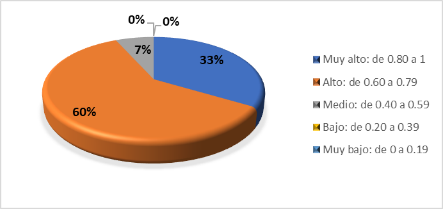 0%
0%
7%
33%
60%
Muy alto: de 0.80 a 1
Alto: de 0.60 a 0.79
Medio: de 0.40 a 0.59
Bajo: de 0.20 a 0.39
Muy bajo: de 0 a 0.19